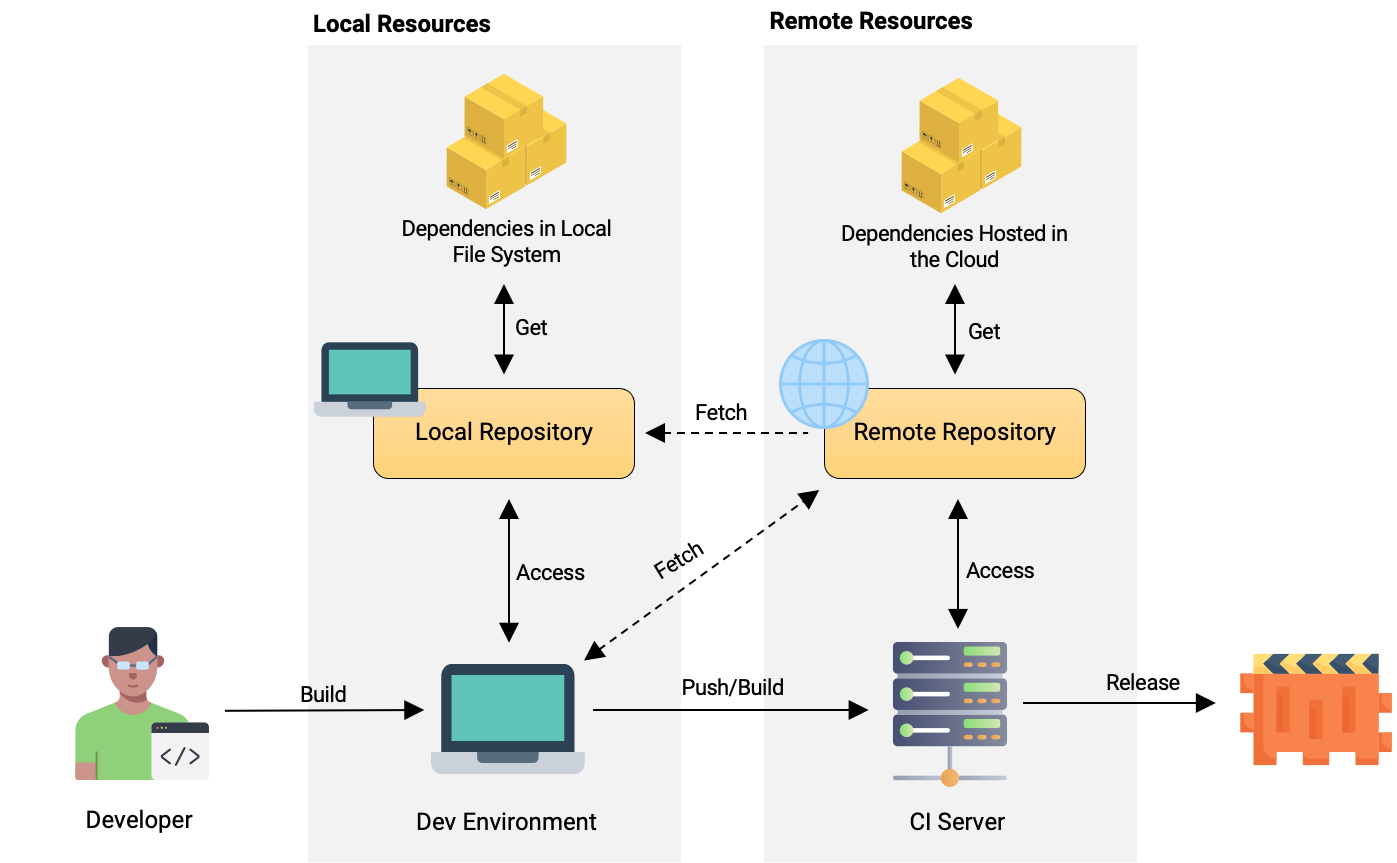 Local Resources
Remote Resources
Dependencies in Local
File System
Dependencies Hosted in
the Cloud
Get
Get
Local Repository
Fetch
Remote Repository
Fetch
Access
Access
Build
Push/Build
Release
</>
Developer
Dev Environment
CI Server